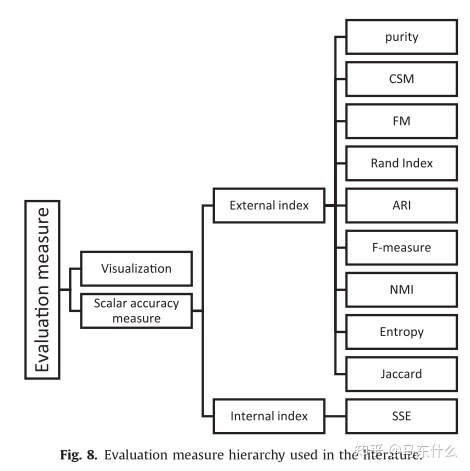 Evaluation measure
Visualization
Scalar accuracy
measure
External index
Internal index
purity
CSM
FM
Rand Index
ARI
F-measure
NMI
Entropy
Jaccard
SSE
Fig. 8. Evaluation measure hierarchy used in the literature.
知乎 @马东什么